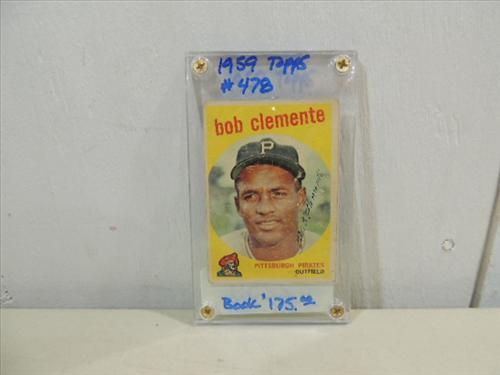 1959 Topps
#478
bob clemente
P
PITTSBURGH PIRATES
OUTFIELD
Book 175.00